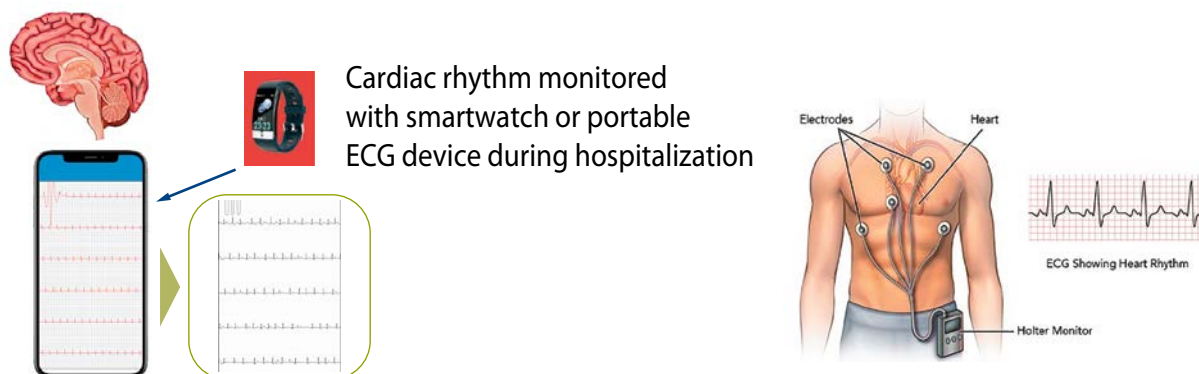 Cardiac rhythm monitored
with smartwatch or portable
ECG device during hospitalization
Electrodes
Heart
ECG Showing Heart Rhythm
Holter Monitor